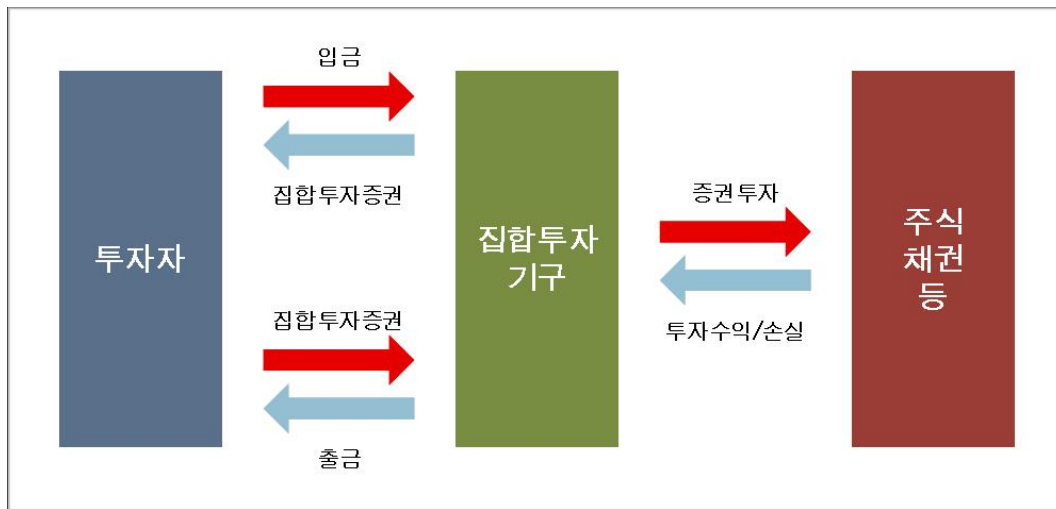 입금
집합투자증권
투자자
집합투자증권
출금
집합투자
기구
증권투자
투자수익/손실
주식
채권
등